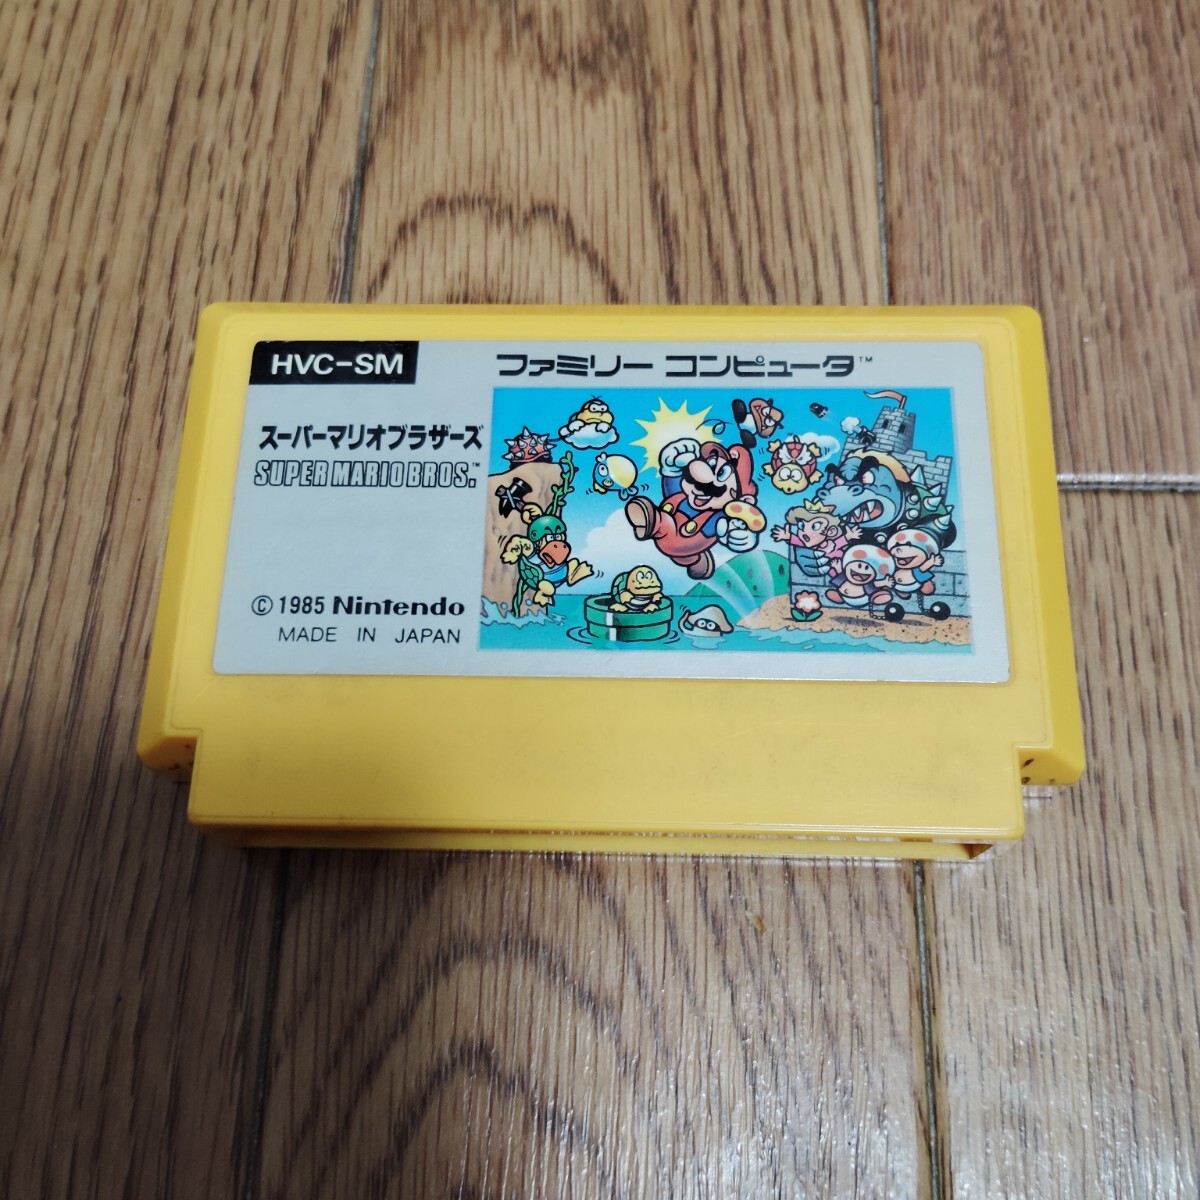 HVC-SM
ファミリー コンピュータ™
スーパーマリオブラザーズ
SUPER MARIO BROS.™
© 1985 Nintendo
MADE IN JAPAN